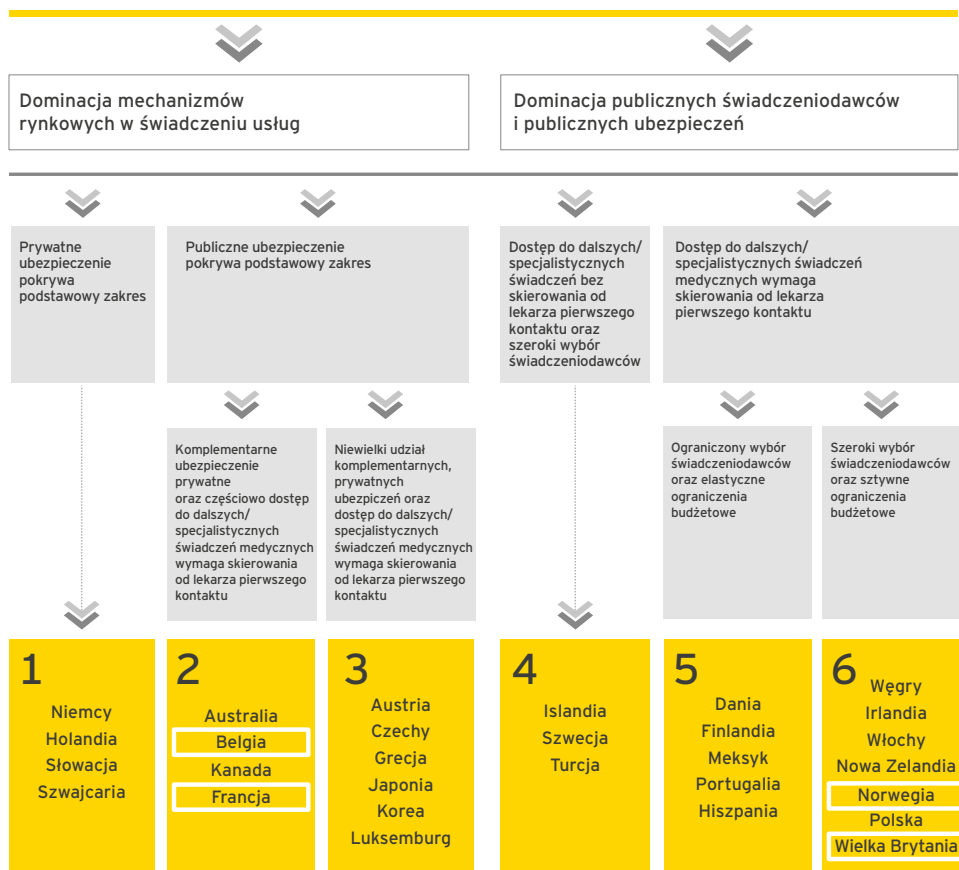 Dominacja mechanizmów
rynkowych w świadczeniu usług
Dominacja publicznych świadczeniodawców
i publicznych ubezpieczeń
Prywatne
ubezpieczenie
pokrywa
podstawowy zakres
Publiczne ubezpieczenie
pokrywa podstawowy zakres
Dostęp do dalszych/
specjalistycznych
świadczeń bez
skierowania od
lekarza pierwszego
kontaktu oraz
szeroki wybór
świadczeniodawców
Dostęp do dalszych/
specjalistycznych świadczeń
medycznych wymaga
skierowania od lekarza
pierwszego kontaktu
Komplementarne
ubezpieczenie
prywatne
oraz częściowo dostęp
do dalszych/
specjalistycznych
świadczeń medycznych
wymaga skierowania
od lekarza pierwszego
kontaktu
Niewielki udział
komplementarnych,
prywatnych
ubezpiczeń oraz
dostęp do dalszych/
specjalistycznych
świadczeń medycznych
wymaga skierowania
od lekarza pierwszego
kontaktu
Ograniczony wybór
świadczeniodawców
oraz elastyczne
ograniczenia
budżetowe
Szeroki wybór
świadczeniodawców
oraz sztywne
ograniczenia
budżetowe
1
Niemcy
Holandia
Słowacja
Szwajcaria
2
Australia
Belgia
Kanada
Francja
3
Austria
Czechy
Grecja
Japonia
Korea
Luksemburg
4
Islandia
Szwecja
Turcja
5
Dania
Finlandia
Meksyk
Portugalia
Hiszpania
6
Węgry
Irlandia
Włochy
Nowa Zelandia
Norwegia
Polska
Wielka Brytania